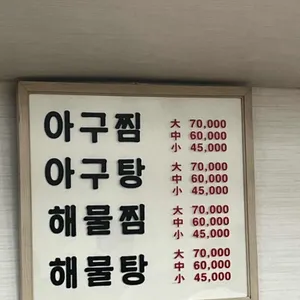 아구찜 大 70,000
中 60,000
小 45,000
아구탕 大 70,000
中 60,000
小 45,000
해물찜 大 70,000
中 60,000
小 45,000
해물탕 大 70,000
中 60,000
小 45,000